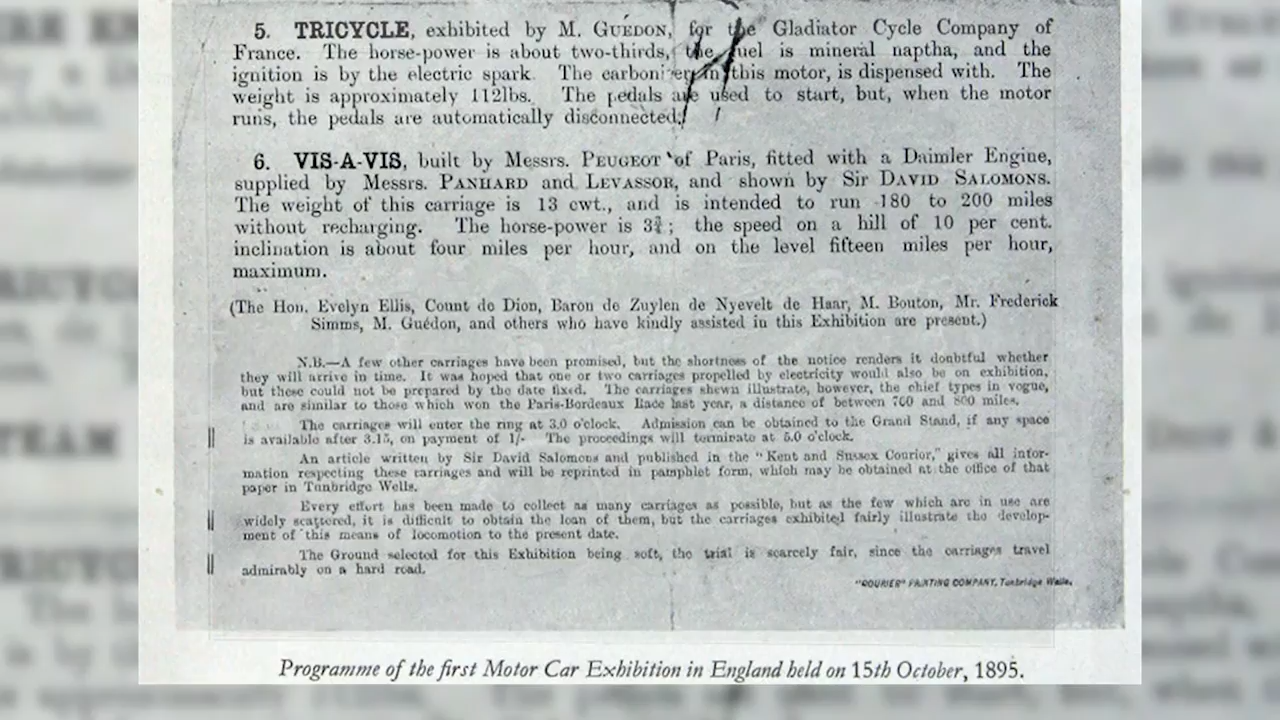 5. TRICYCLE, exhibited by M. GUÉDON, for the Gladiator Cycle Company of
France. The horse-power is about two-thirds, the fuel is mineral naptha, and the
ignition is by the electric spark. The carboniser, in this motor, is dispensed with. The
weight is approximately 112lbs. The pedals are used to start, but, when the motor
runs, the pedals are automatically disconnected.
6. VIS-A-VIS, built by Messrs. PEUGEOT of Paris, fitted with a Daimler Engine,
supplied by Messrs. PANHARD and LEVASSOR, and shown by Sir DAVID SALOMONS.
The weight of this carriage is 13 cwt., and is intended to run 180 to 200 miles
without recharging. The horse-power is 3¾; the speed on a hill of 10 per cent.
inclination is about four miles per hour, and on the level fifteen miles per hour,
maximum.
(The Hon. Evelyn Ellis, Count de Dion, Baron de Zuylen de Nyevelt de Haar, M. Bouton, Mr. Frederick
Simms, M. Guédon, and others who have kindly assisted in this Exhibition are present.)
N.B.—A few other carriages have been promised, but the shortness of the notice renders it doubtful whether
they will arrive in time. It was hoped that one or two carriages propelled by electricity would also be on exhibition,
but these could not be prepared by the date fixed. The carriages shewn illustrate, however, the chief types in vogue,
and are similar to those which won the Paris-Bordeaux Race last year, a distance of between 700 and 800 miles.
The carriages will enter the ring at 3.0 o'clock. Admission can be obtained to the Grand Stand, if any space
is available after 3.15, on payment of 1/- The proceedings will terminate at 5.0 o'clock.
An article written by Sir David Salomons and published in the "Kent and Sussex Courior," gives all infor-
mation respecting these carriages and will be reprinted in pamphlet form, which may be obtained at the office of that
paper in Tunbridge Wells.
Every effort has been made to collect as many carriages as possible, but as the few which are in use are
widely scattered, it is difficult to obtain the loan of them, but the carriages exhibited fairly illustrate the develop-
ment of this means of locomotion to the present date.
The Ground selected for this Exhibition being soft, the trial is scarcely fair, since the carriages travel
admirably on a hard road.
"COURIER" PRINTING COMPANY, Tunbridge Wells.
Programme of the first Motor Car Exhibition in England held on 15th October, 1895.